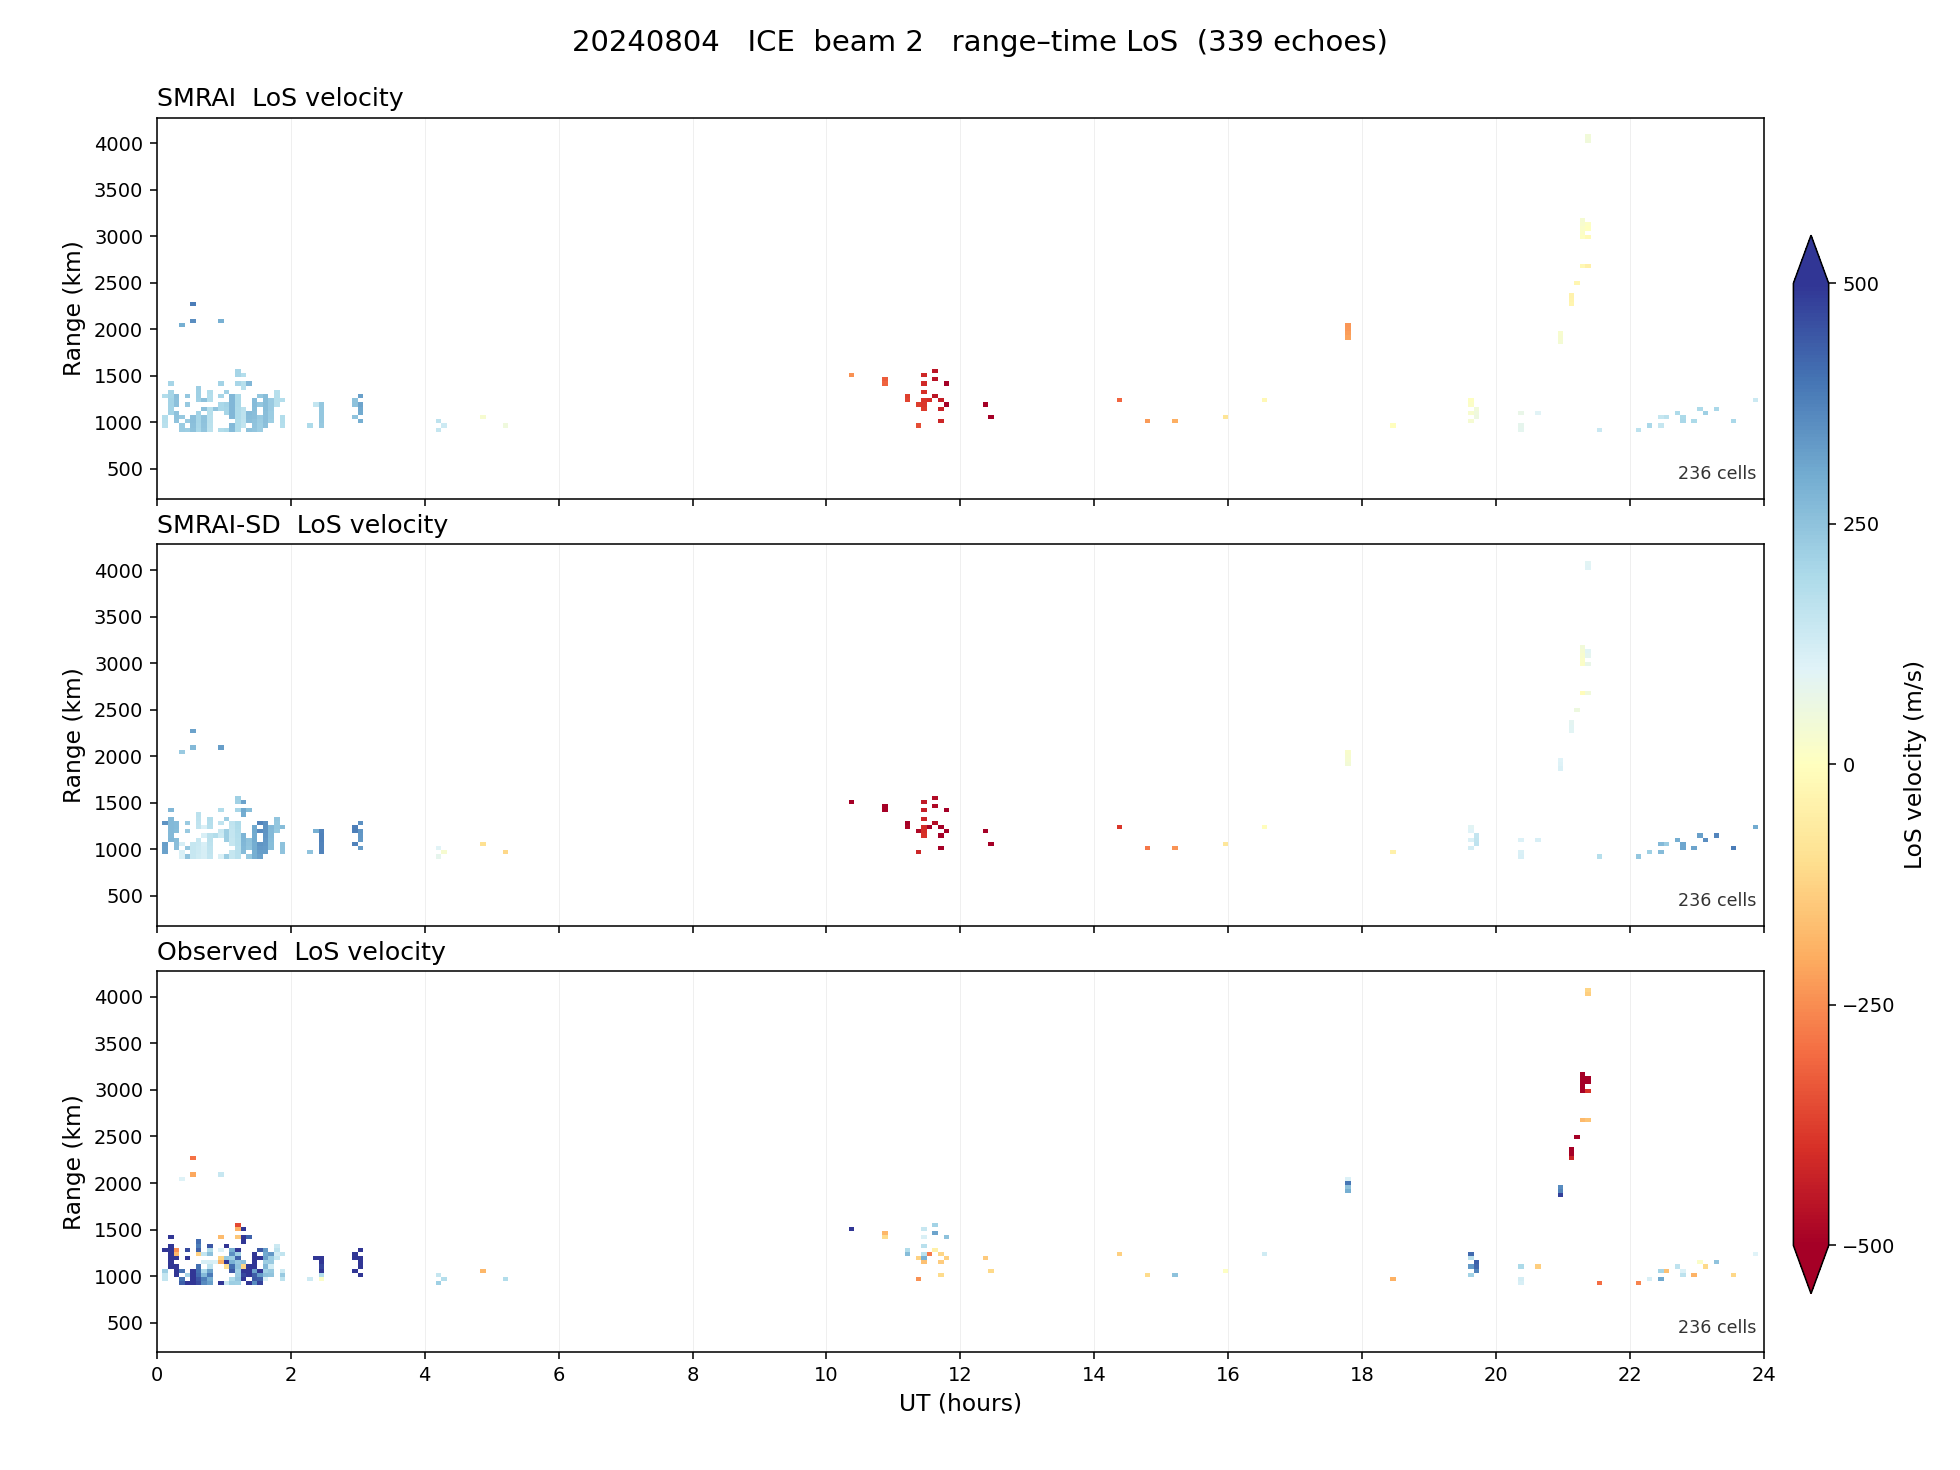 20240804   ICE  beam 2   range–time LoS  (339 echoes)
SMRAI  LoS velocity
4000
3500
3000
2500
2000
1500
1000
500
Range (km)
236 cells
SMRAI-SD  LoS velocity
4000
3500
3000
2500
2000
1500
1000
500
Range (km)
236 cells
Observed  LoS velocity
4000
3500
3000
2500
2000
1500
1000
500
Range (km)
236 cells
0 2 4 6 8 10 12 14 16 18 20 22 24
UT (hours)
500
250
0
−250
−500
LoS velocity (m/s)